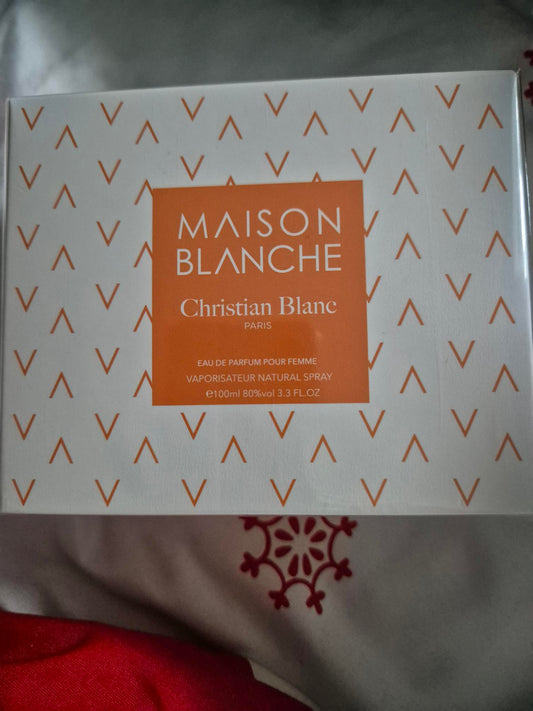 MAISON
BLANCHE
Christian Blanc
PARIS
EAU DE PARFUM POUR FEMME
VAPORISATEUR NATURAL SPRAY
℮100ml 80%vol 3.3 FL.OZ